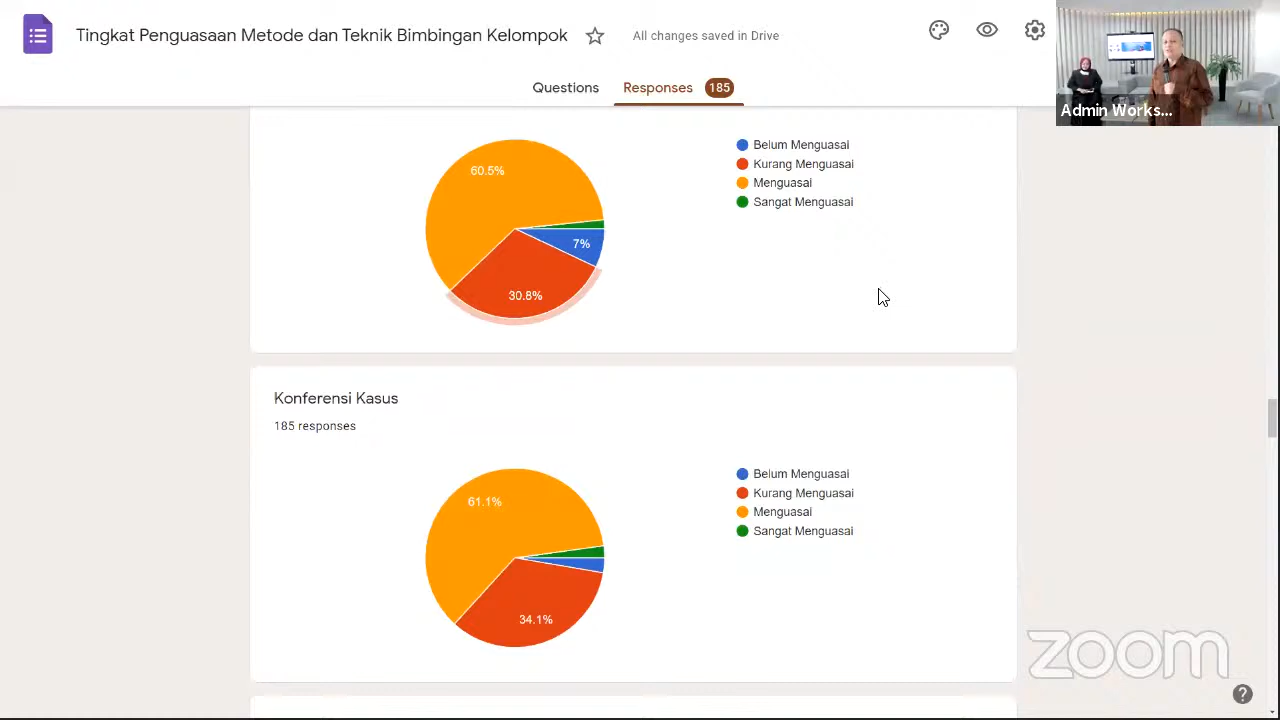 Tingkat Penguasaan Metode dan Teknik Bimbingan Kelompok
All changes saved in Drive
Questions
Responses 185
Admin Works...
60.5%
7%
30.8%
Belum Menguasai
Kurang Menguasai
Menguasai
Sangat Menguasai
Konferensi Kasus
185 responses
61.1%
34.1%
Belum Menguasai
Kurang Menguasai
Menguasai
Sangat Menguasai
zoom
?